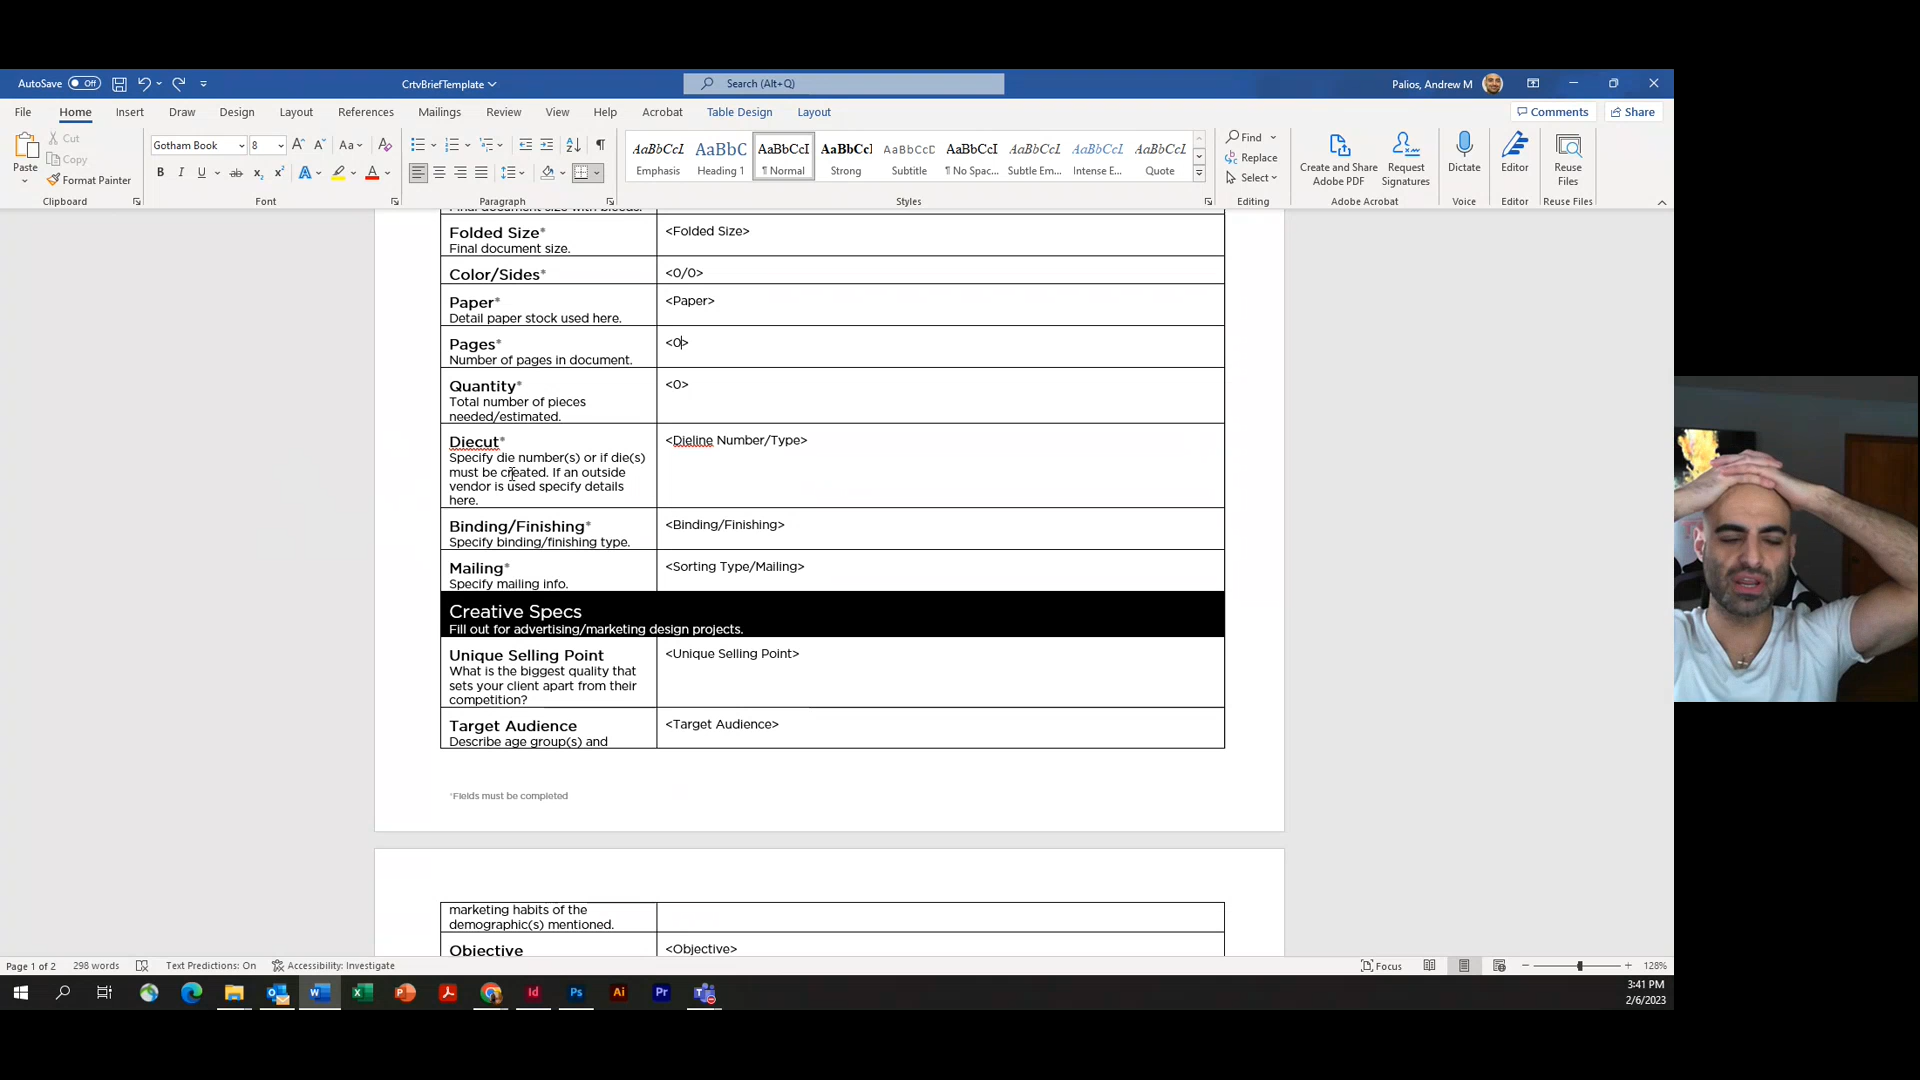 AutoSave Off
CrtvBriefTemplate
Search (Alt+Q)
Palios, Andrew M
File Home Insert Draw Design Layout References Mailings Review View Help Acrobat Table Design Layout
Comments Share
Paste
Cut
Copy
Format Painter
Clipboard
Gotham Book 8
Font
Paragraph
AaBbCcI Emphasis
AaBbC Heading 1
AaBbCcI ¶ Normal
AaBbCcI Strong
AaBbCcD Subtitle
AaBbCcI ¶ No Spac...
AaBbCcI Subtle Em...
AaBbCcI Intense E...
AaBbCcI Quote
Styles
Find
Replace
Select
Editing
Create and Share Adobe PDF
Request Signatures
Adobe Acrobat
Dictate
Voice
Editor
Editor
Reuse Files
Reuse Files
Final document size with bleeds.
Folded Size*
Final document size.
<Folded Size>
Color/Sides*
<0/0>
Paper*
Detail paper stock used here.
<Paper>
Pages*
Number of pages in document.
<0>
Quantity*
Total number of pieces
needed/estimated.
<0>
Diecut*
Specify die number(s) or if die(s)
must be created. If an outside
vendor is used specify details
here.
<Dieline Number/Type>
Binding/Finishing*
Specify binding/finishing type.
<Binding/Finishing>
Mailing*
Specify mailing info.
<Sorting Type/Mailing>
Creative Specs
Fill out for advertising/marketing design projects.
Unique Selling Point
What is the biggest quality that
sets your client apart from their
competition?
<Unique Selling Point>
Target Audience
Describe age group(s) and
<Target Audience>
*Fields must be completed
marketing habits of the
demographic(s) mentioned.
Objective
<Objective>
Page 1 of 2 298 words Text Predictions: On Accessibility: Investigate
Focus
128%
3:41 PM
2/6/2023